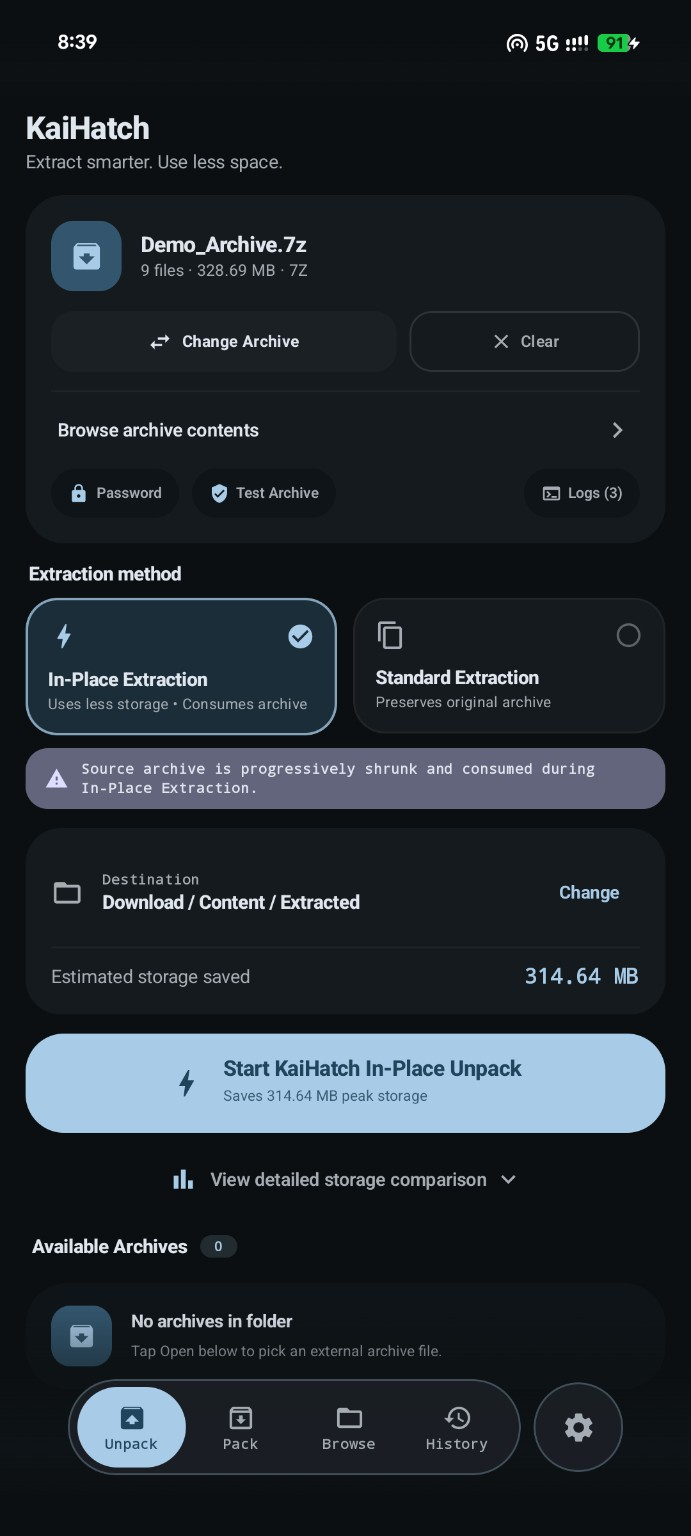 8:39
5G
91
KaiHatch
Extract smarter. Use less space.
Demo_Archive.7z
9 files · 328.69 MB · 7Z
Change Archive
Clear
Browse archive contents
Password
Test Archive
Logs (3)
Extraction method
In-Place Extraction
Uses less storage • Consumes archive
Standard Extraction
Preserves original archive
Source archive is progressively shrunk and consumed during
In-Place Extraction.
Destination
Download / Content / Extracted
Change
Estimated storage saved
314.64 MB
Start KaiHatch In-Place Unpack
Saves 314.64 MB peak storage
View detailed storage comparison
Available Archives
0
No archives in folder
Tap Open below to pick an external archive file.
Unpack
Pack
Browse
History